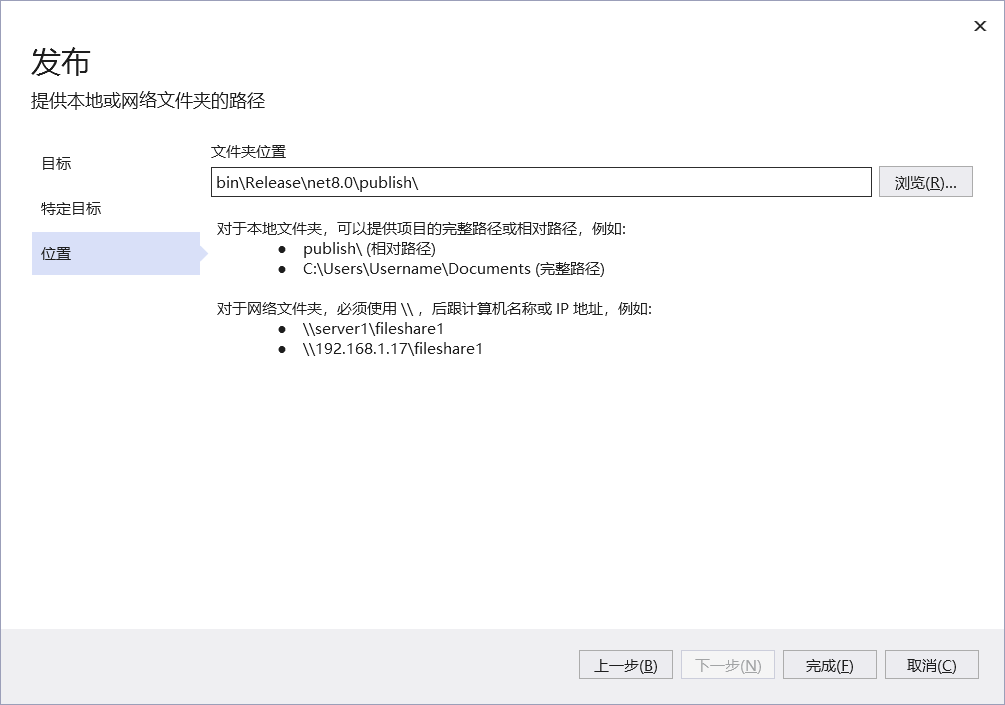 发布
提供本地或网络文件夹的路径
目标
特定目标
位置
文件夹位置
bin\Release\net8.0\publish\
浏览(R)...
对于本地文件夹，可以提供项目的完整路径或相对路径，例如:
● publish\ (相对路径)
● C:\Users\Username\Documents (完整路径)
对于网络文件夹，必须使用 \\ ，后跟计算机名称或 IP 地址，例如:
● \\server1\fileshare1
● \\192.168.1.17\fileshare1
上一步(B)
下一步(N)
完成(F)
取消(C)